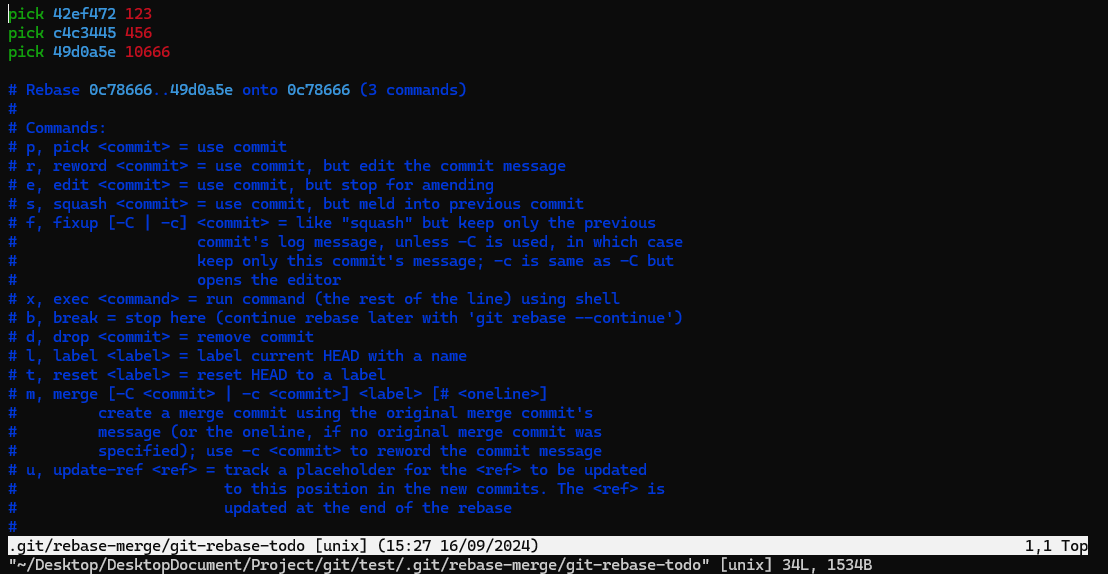 pick 42ef472 123
pick c4c3445 456
pick 49d0a5e 10666

# Rebase 0c78666..49d0a5e onto 0c78666 (3 commands)
#
# Commands:
# p, pick <commit> = use commit
# r, reword <commit> = use commit, but edit the commit message
# e, edit <commit> = use commit, but stop for amending
# s, squash <commit> = use commit, but meld into previous commit
# f, fixup [-C | -c] <commit> = like "squash" but keep only the previous
#                    commit's log message, unless -C is used, in which case
#                    keep only this commit's message; -c is same as -C but
#                    opens the editor
# x, exec <command> = run command (the rest of the line) using shell
# b, break = stop here (continue rebase later with 'git rebase --continue')
# d, drop <commit> = remove commit
# l, label <label> = label current HEAD with a name
# t, reset <label> = reset HEAD to a label
# m, merge [-C <commit> | -c <commit>] <label> [# <oneline>]
#         create a merge commit using the original merge commit's
#         message (or the oneline, if no original merge commit was
#         specified); use -c <commit> to reword the commit message
# u, update-ref <ref> = track a placeholder for the <ref> to be updated
#                       to this position in the new commits. The <ref> is
#                       updated at the end of the rebase
#
.git/rebase-merge/git-rebase-todo [unix] (15:27 16/09/2024) 1,1 Top
"~/Desktop/DesktopDocument/Project/git/test/.git/rebase-merge/git-rebase-todo" [unix] 34L, 1534B